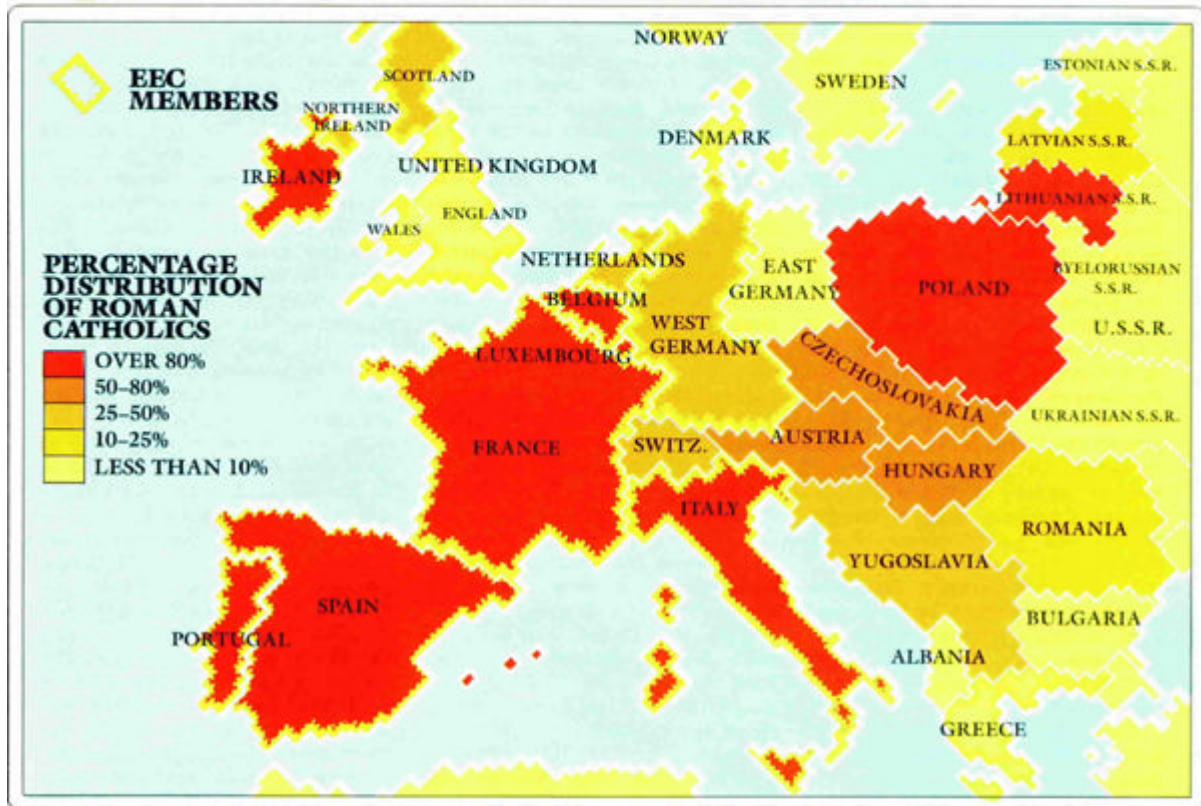 EEC
MEMBERS
SCOTLAND
NORTHERN
IRELAND
IRELAND
UNITED KINGDOM
ENGLAND
WALES
NORWAY
SWEDEN
DENMARK
ESTONIAN S.S.R.
LATVIAN S.S.R.
LITHUANIAN S.S.R.
BYELORUSSIAN
S.S.R.
U.S.S.R.
UKRAINIAN S.S.R.
NETHERLANDS
BELGIUM
LUXEMBOURG
WEST
GERMANY
EAST
GERMANY
POLAND
CZECHOSLOVAKIA
PERCENTAGE
DISTRIBUTION
OF ROMAN
CATHOLICS
OVER 80%
50–80%
25–50%
10–25%
LESS THAN 10%
FRANCE
SWITZ.
AUSTRIA
HUNGARY
ITALY
ROMANIA
YUGOSLAVIA
SPAIN
PORTUGAL
BULGARIA
ALBANIA
GREECE